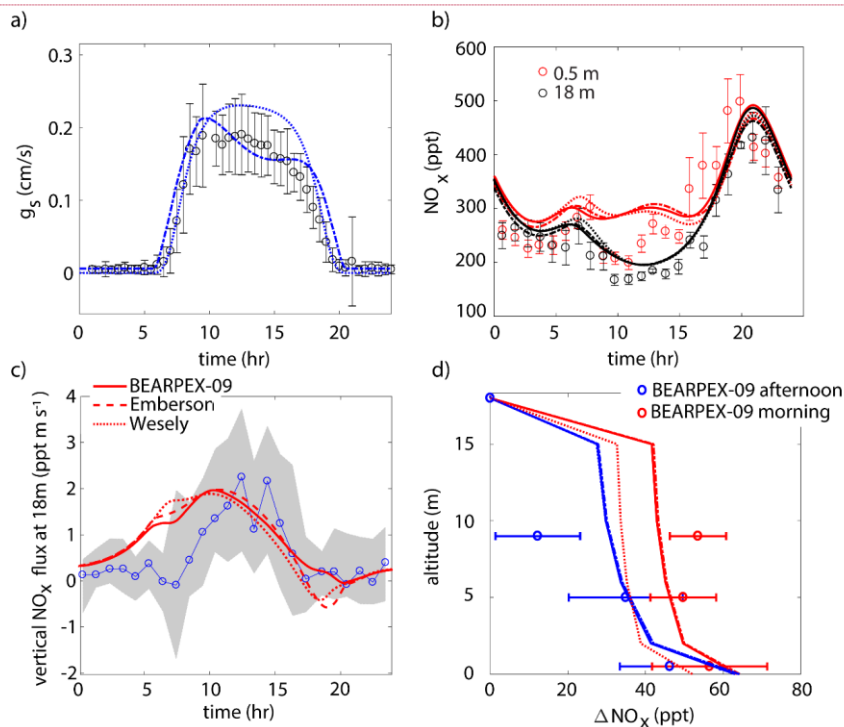 a)
0.3
0.2
0.1
0
g_s (cm/s)
0
5
10
15
20
time (hr)
b)
600
500
400
300
200
100
NO_X (ppt)
0.5 m
18 m
0
5
10
15
20
time (hr)
c)
BEARPEX-09
Emberson
Wesely
4
3
2
1
0
-1
-2
vertical NO_X flux at 18m (ppt m s⁻¹)
0
5
10
15
20
time (hr)
d)
BEARPEX-09 afternoon
BEARPEX-09 morning
15
10
5
0
altitude (m)
0
20
40
60
80
ΔNO_X (ppt)